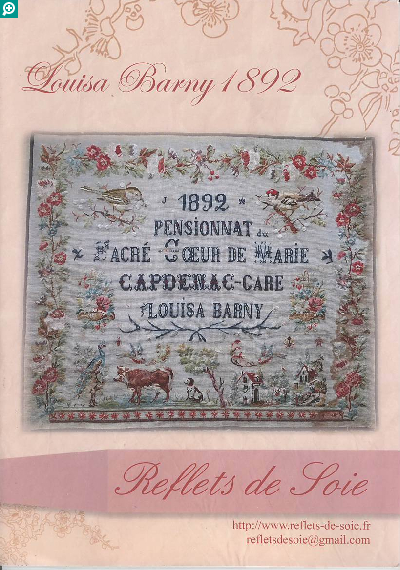 Louisa Barny 1892
1892
PENSIONNAT du
SACRÉ CŒUR DE MARIE
CAPDENAC-GARE
LOUISA BARNY
Reflets de Soie
http://www.reflets-de-soie.fr
refletsdesoie@gmail.com